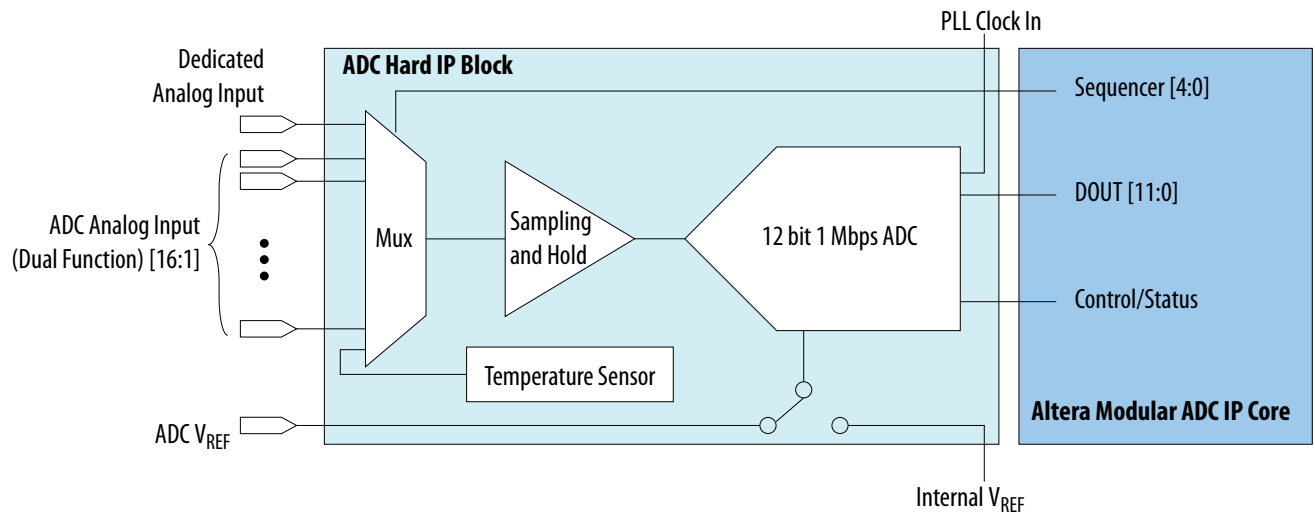 PLL Clock In
Dedicated
Analog Input
ADC Hard IP Block
Sequencer [4:0]
ADC Analog Input
(Dual Function) [16:1]
Mux
Sampling
and Hold
12 bit 1 Mbps ADC
DOUT [11:0]
Control/Status
Temperature Sensor
ADC VREF
Altera Modular ADC IP Core
Internal VREF